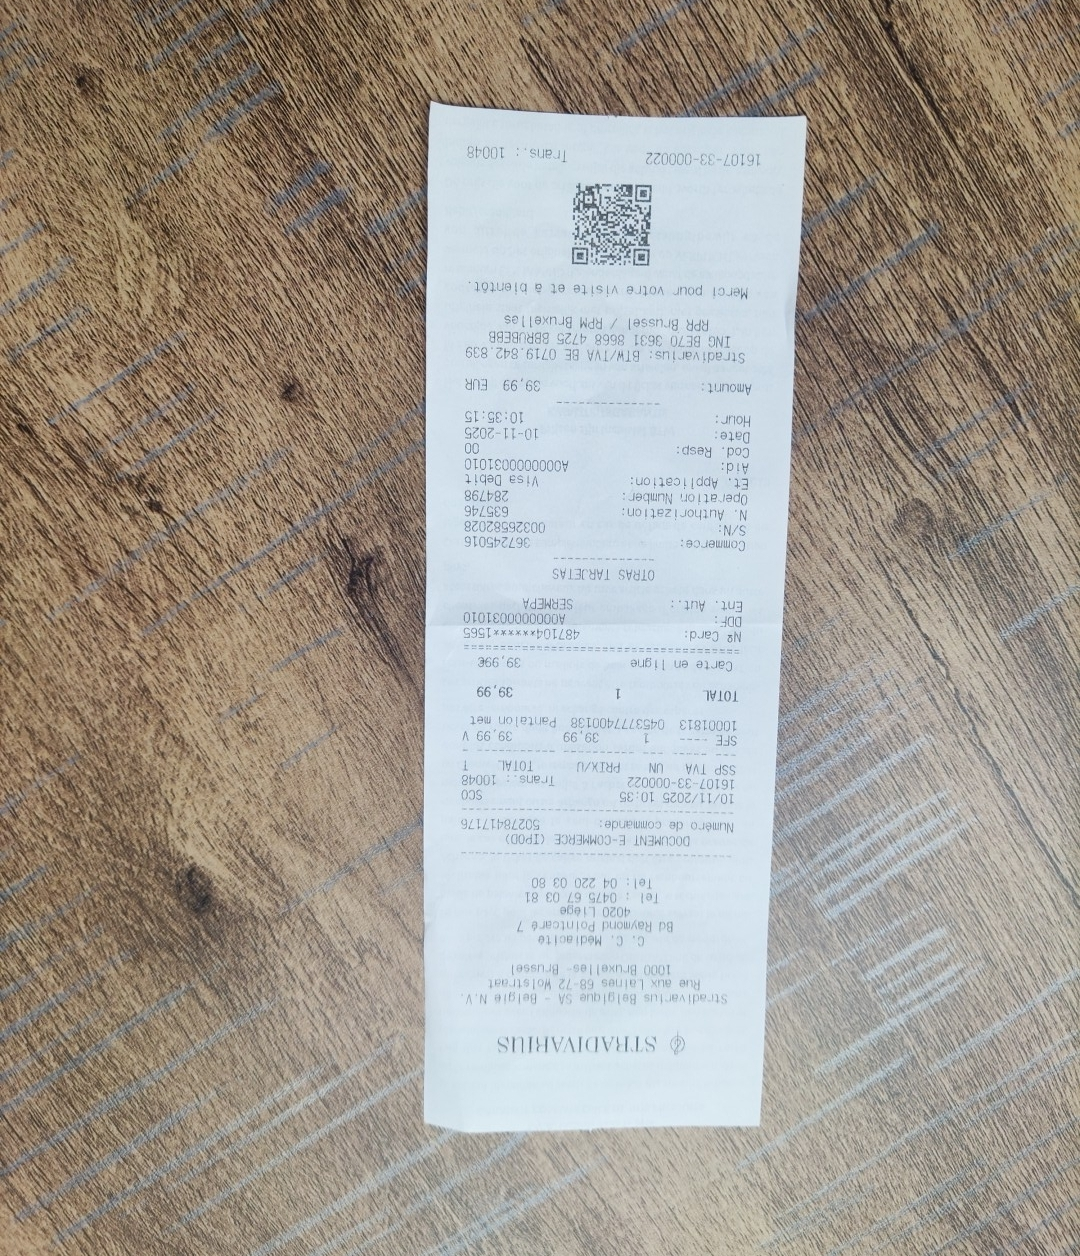 STRADIVARIUS
Stradivarius Belgique SA - België N.V.
Rue aux Laines 68-72 Wolstraat
1000 Bruxelles- Brussel
C. C. Médiacité
Bd Raymond Pointcaré 7
4020 Liège
Tel : 0475 67 03 81
Tel: 04 220 03 80
DOCUMENT E-COMMERCE (IPOD)
Numéro de commande: 50278417176
10/11/2025 10:35 SCO
16107-33-000022 Trans.: 10048
SSP TVA UN PRIX/U TOTAL T
SFE ---- 1 39,99 39,99 V
10001813 0453777400138 Pantalon met
TOTAL 1 39,99
Carte en ligne 39,99€
Nº Card: 487104*******1565
DDF: A0000000031010
Ent. Aut.: SERMEPA
OTRAS TARJETAS
Commerce: 367245016
S/N: 00326582028
N. Authorization: 635746
Operation Number: 284798
Et. Application: Visa Debit
Aid: A0000000031010
Cod. Resp: 00
Date: 10-11-2025
Hour: 10:35:15
Amount: 39,99 EUR
Stradivarius: BTW/TVA BE 0719.842.839
ING BE70 3631 8668 4725 BBRUBEBB
RPR Brussel / RPM Bruxelles
Merci pour votre visite et à bientôt.
16107-33-000022 Trans.: 10048